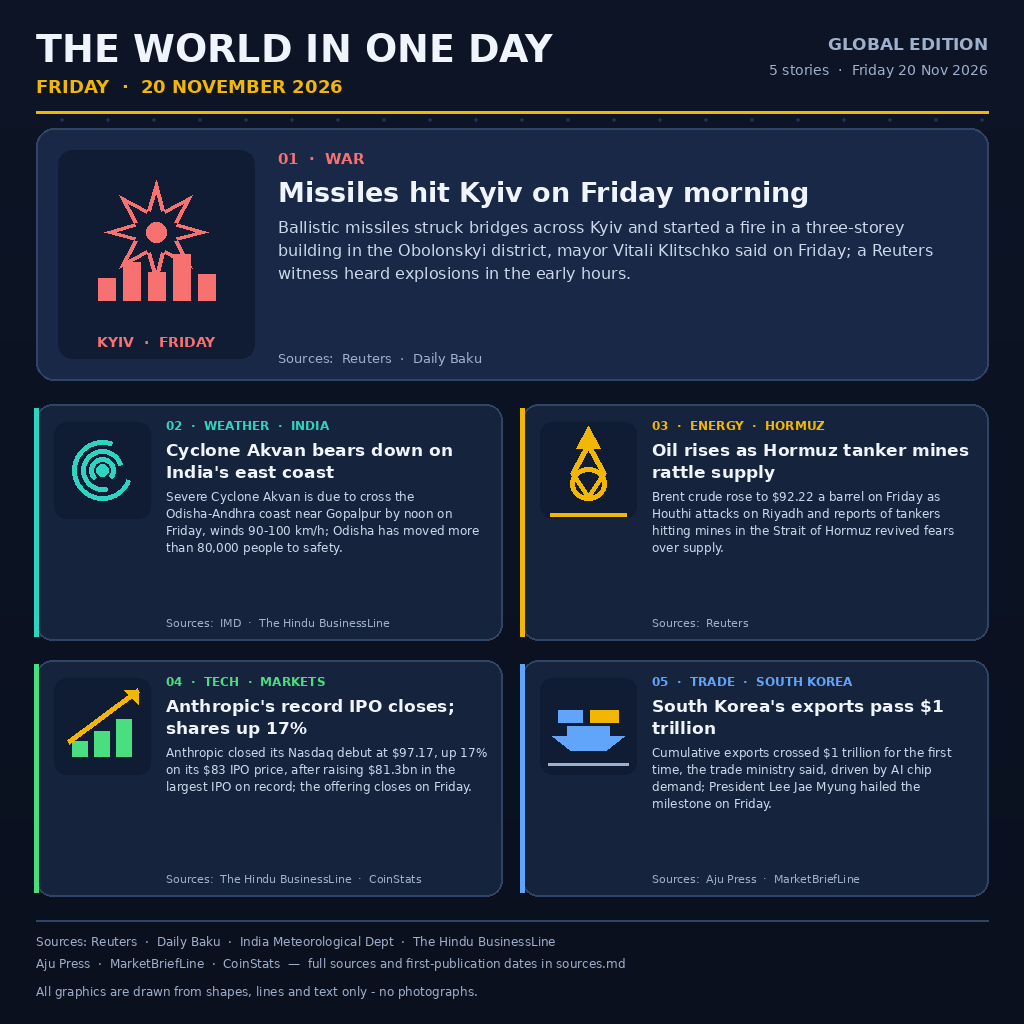 THE WORLD IN ONE DAY
FRIDAY · 20 NOVEMBER 2026
GLOBAL EDITION
5 stories · Friday 20 Nov 2026
01 · WAR
Missiles hit Kyiv on Friday morning
Ballistic missiles struck bridges across Kyiv and started a fire in a three-storey
building in the Obolonskyi district, mayor Vitali Klitschko said on Friday; a Reuters
witness heard explosions in the early hours.
KYIV · FRIDAY
Sources: Reuters · Daily Baku
02 · WEATHER · INDIA
Cyclone Akvan bears down on
India's east coast
Severe Cyclone Akvan is due to cross the
Odisha-Andhra coast near Gopalpur by noon on
Friday, winds 90-100 km/h; Odisha has moved more
than 80,000 people to safety.
Sources: IMD · The Hindu BusinessLine
03 · ENERGY · HORMUZ
Oil rises as Hormuz tanker mines
rattle supply
Brent crude rose to $92.22 a barrel on Friday as
Houthi attacks on Riyadh and reports of tankers
hitting mines in the Strait of Hormuz revived fears
over supply.
Sources: Reuters
04 · TECH · MARKETS
Anthropic's record IPO closes;
shares up 17%
Anthropic closed its Nasdaq debut at $97.17, up 17%
on its $83 IPO price, after raising $81.3bn in the
largest IPO on record; the offering closes on Friday.
Sources: The Hindu BusinessLine · CoinStats
05 · TRADE · SOUTH KOREA
South Korea's exports pass $1
trillion
Cumulative exports crossed $1 trillion for the first
time, the trade ministry said, driven by AI chip
demand; President Lee Jae Myung hailed the
milestone on Friday.
Sources: Aju Press · MarketBriefLine
Sources: Reuters · Daily Baku · India Meteorological Dept · The Hindu BusinessLine
Aju Press · MarketBriefLine · CoinStats — full sources and first-publication dates in sources.md
All graphics are drawn from shapes, lines and text only - no photographs.